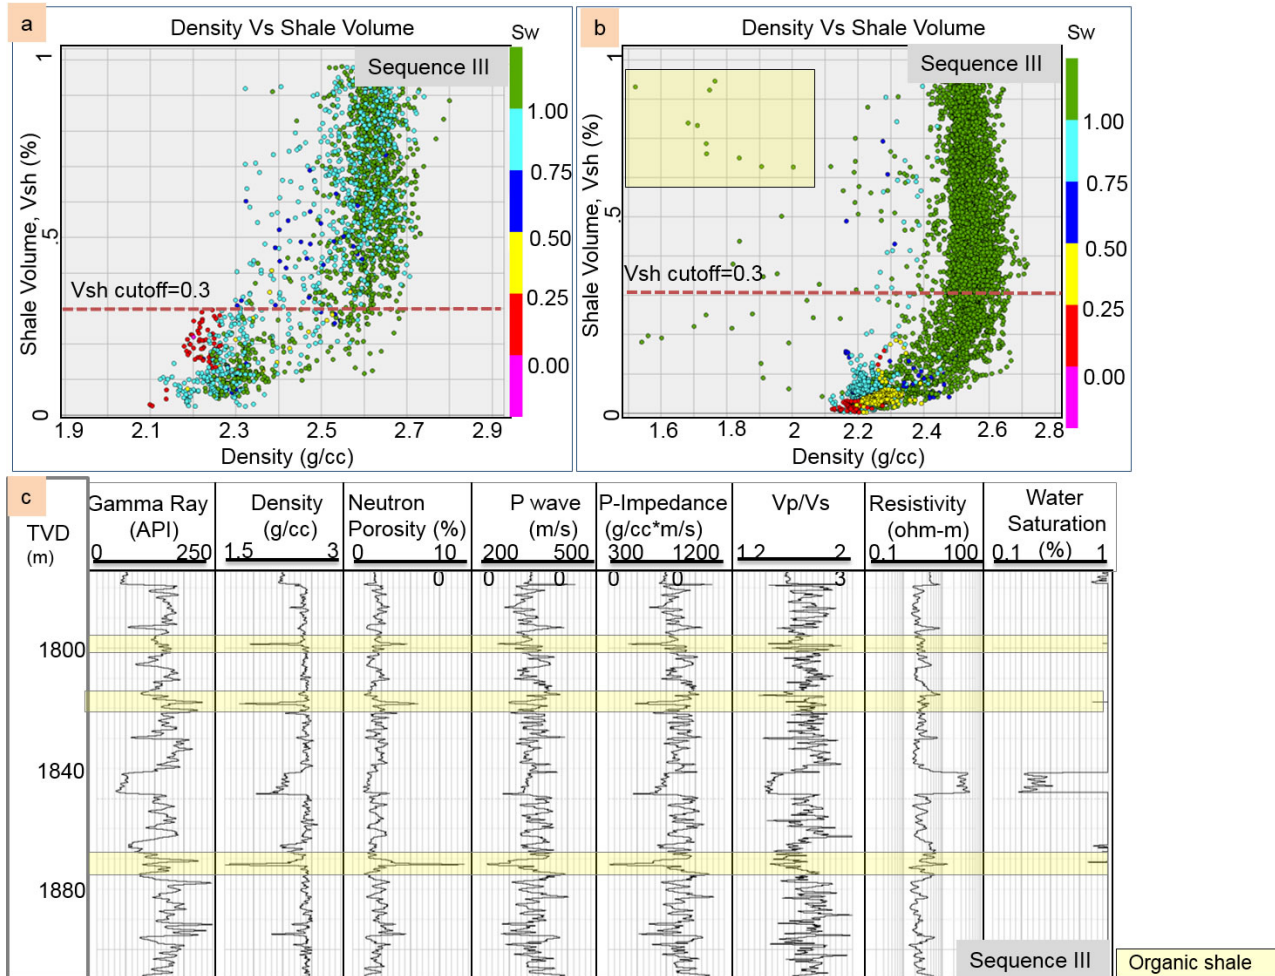 a
Density Vs Shale Volume
Sw
Sequence III
1
.5
0
Shale Volume, Vsh (%)
Vsh cutoff=0.3
1.00
0.75
0.50
0.25
0.00
1.9 2.1 2.3 2.5 2.7 2.9
Density (g/cc)
b
Density Vs Shale Volume
Sw
Sequence III
1
.5
0
Shale Volume, Vsh (%)
Vsh cutoff=0.3
1.00
0.75
0.50
0.25
0.00
1.6 1.8 2 2.2 2.4 2.6 2.8
Density (g/cc)
c
TVD
(m)
Gamma Ray
(API)
0 250
Density
(g/cc)
1.5 3
Neutron
Porosity (%)
0 10
0
P wave
(m/s)
200 500
0 0
P-Impedance
(g/cc*m/s)
300 1200
0 0
Vp/Vs
1.2 2
3
Resistivity
(ohm-m)
0.1 100
Water
Saturation
(%)
0.1 1
1800
1840
1880
Sequence III
Organic shale